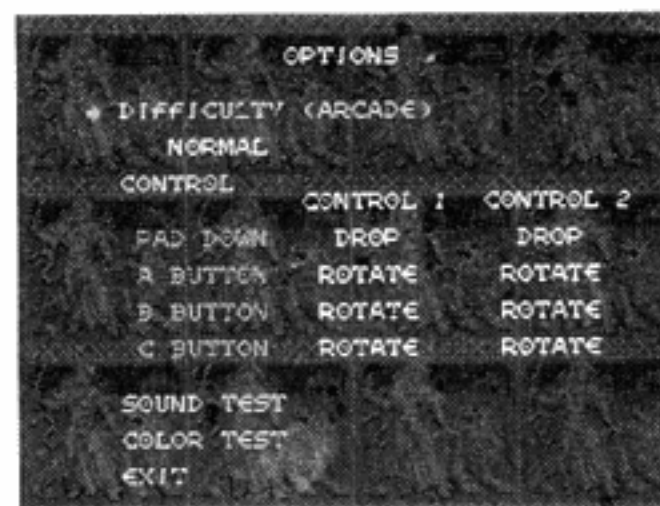 OPTIONS
DIFFICULTY (ARCADE)
NORMAL
CONTROL
CONTROL 1 CONTROL 2
PAD DOWN DROP DROP
A BUTTON ROTATE ROTATE
B BUTTON ROTATE ROTATE
C BUTTON ROTATE ROTATE
SOUND TEST
COLOR TEST
EXIT